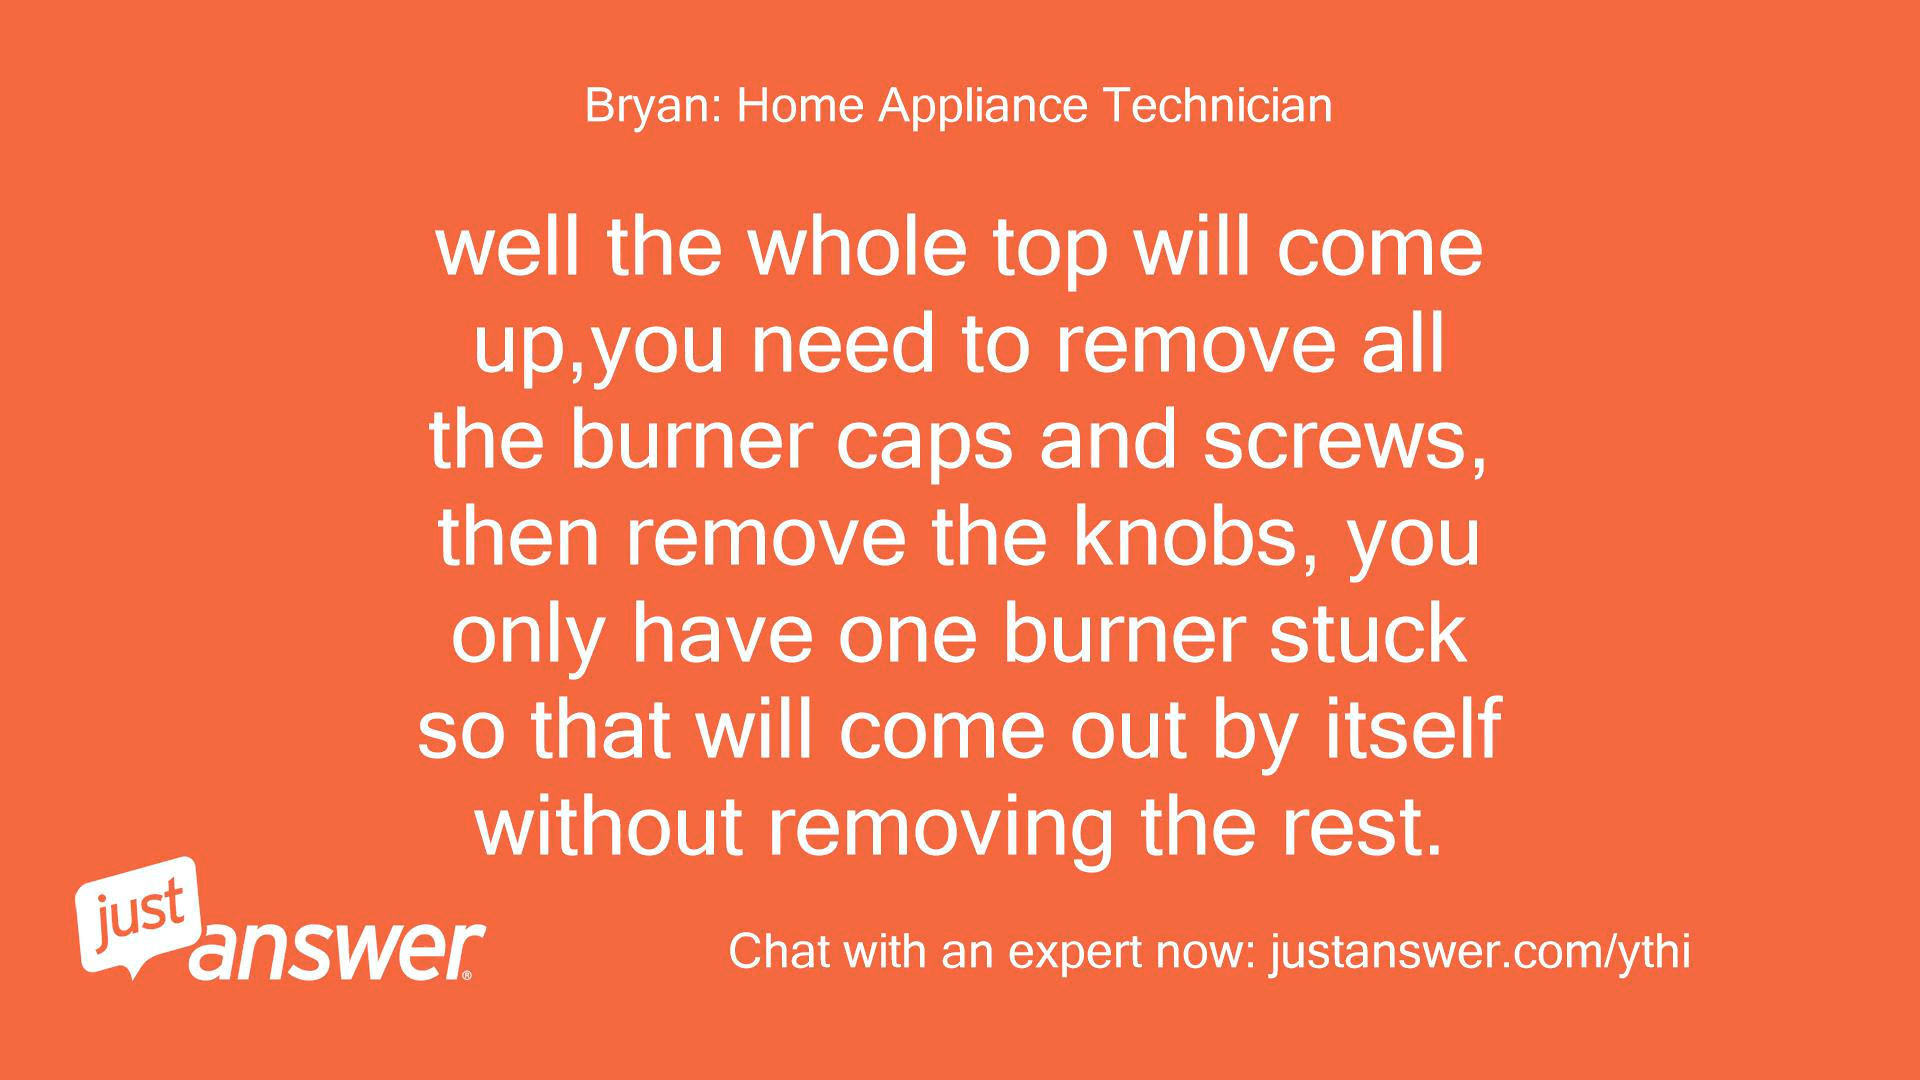 Bryan: Home Appliance Technician
well the whole top will come
up,you need to remove all
the burner caps and screws,
then remove the knobs, you
only have one burner stuck
so that will come out by itself
without removing the rest.
just
answer®
Chat with an expert now: justanswer.com/ythi